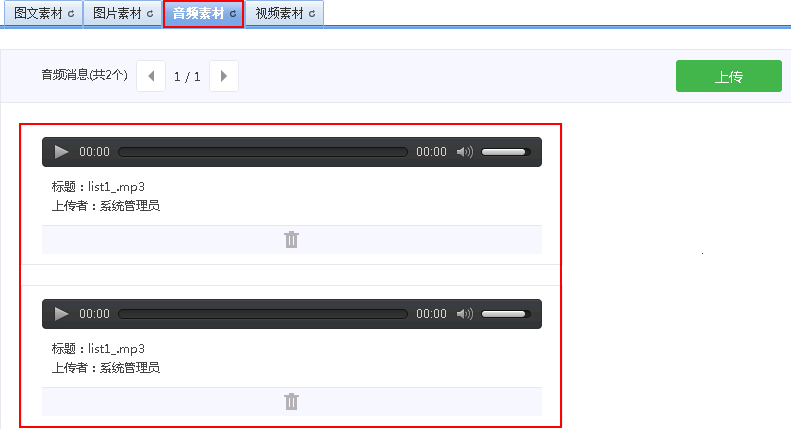 图文素材 图片素材 音频素材 视频素材
音频消息(共2个) 1 / 1 上传
00:00 00:00
标题：list1_.mp3
上传者：系统管理员
00:00 00:00
标题：list1_.mp3
上传者：系统管理员